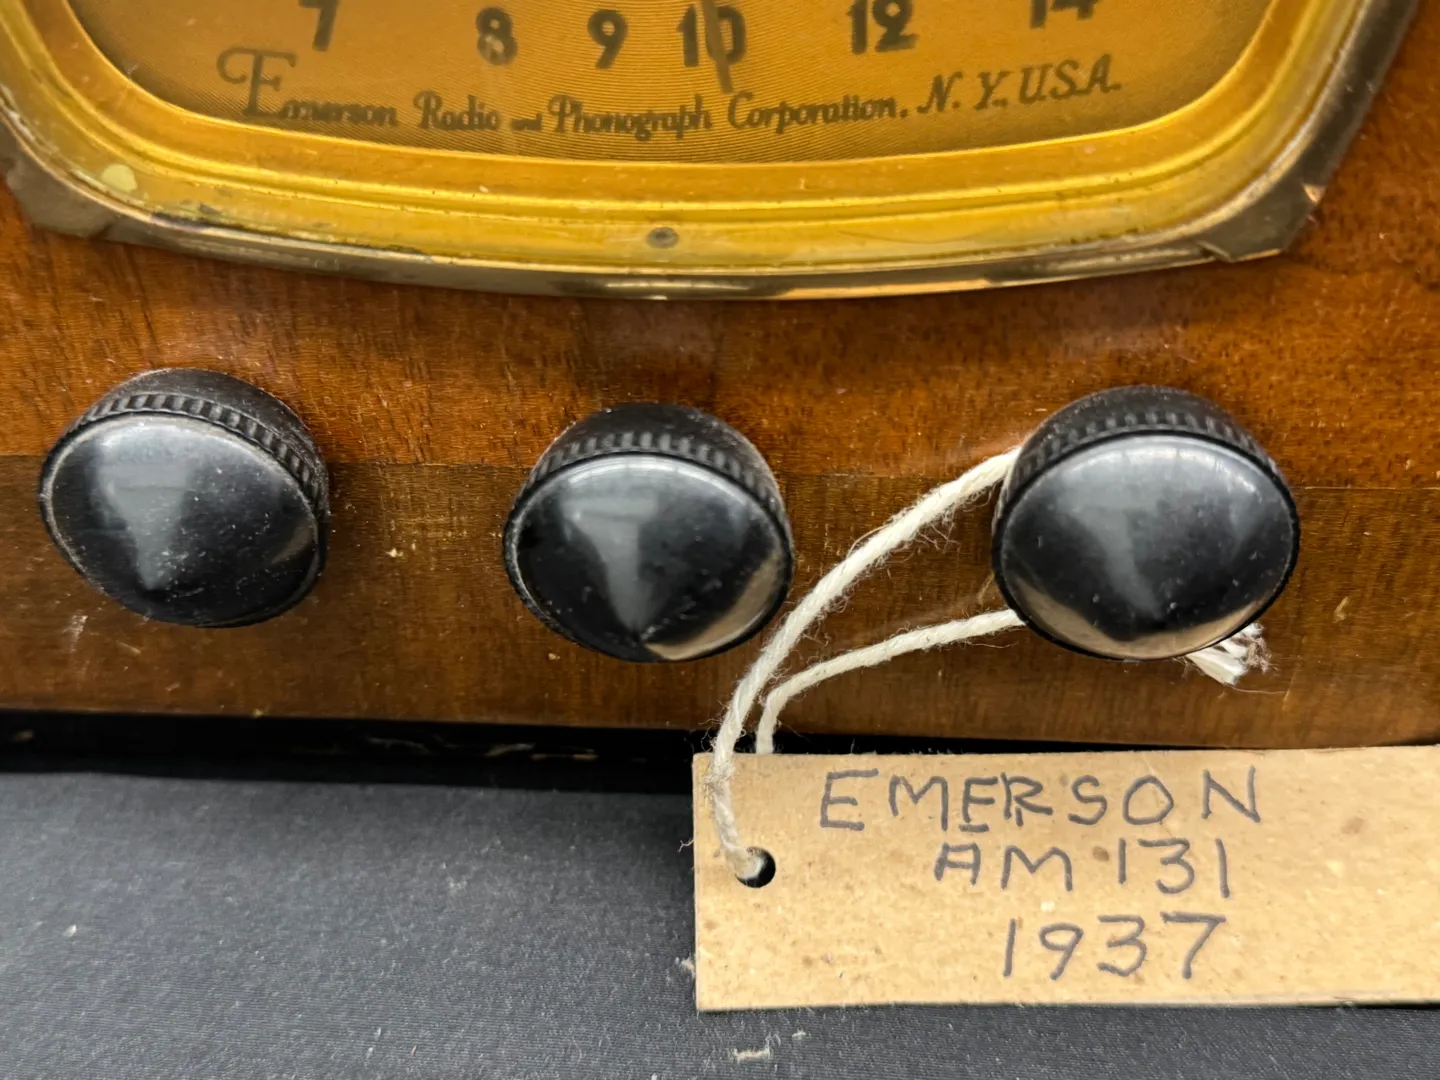 7 8 9 10 12 14
Emerson Radio and Phonograph Corporation, N. Y., U.S.A.
EMERSON
AM 131
1937